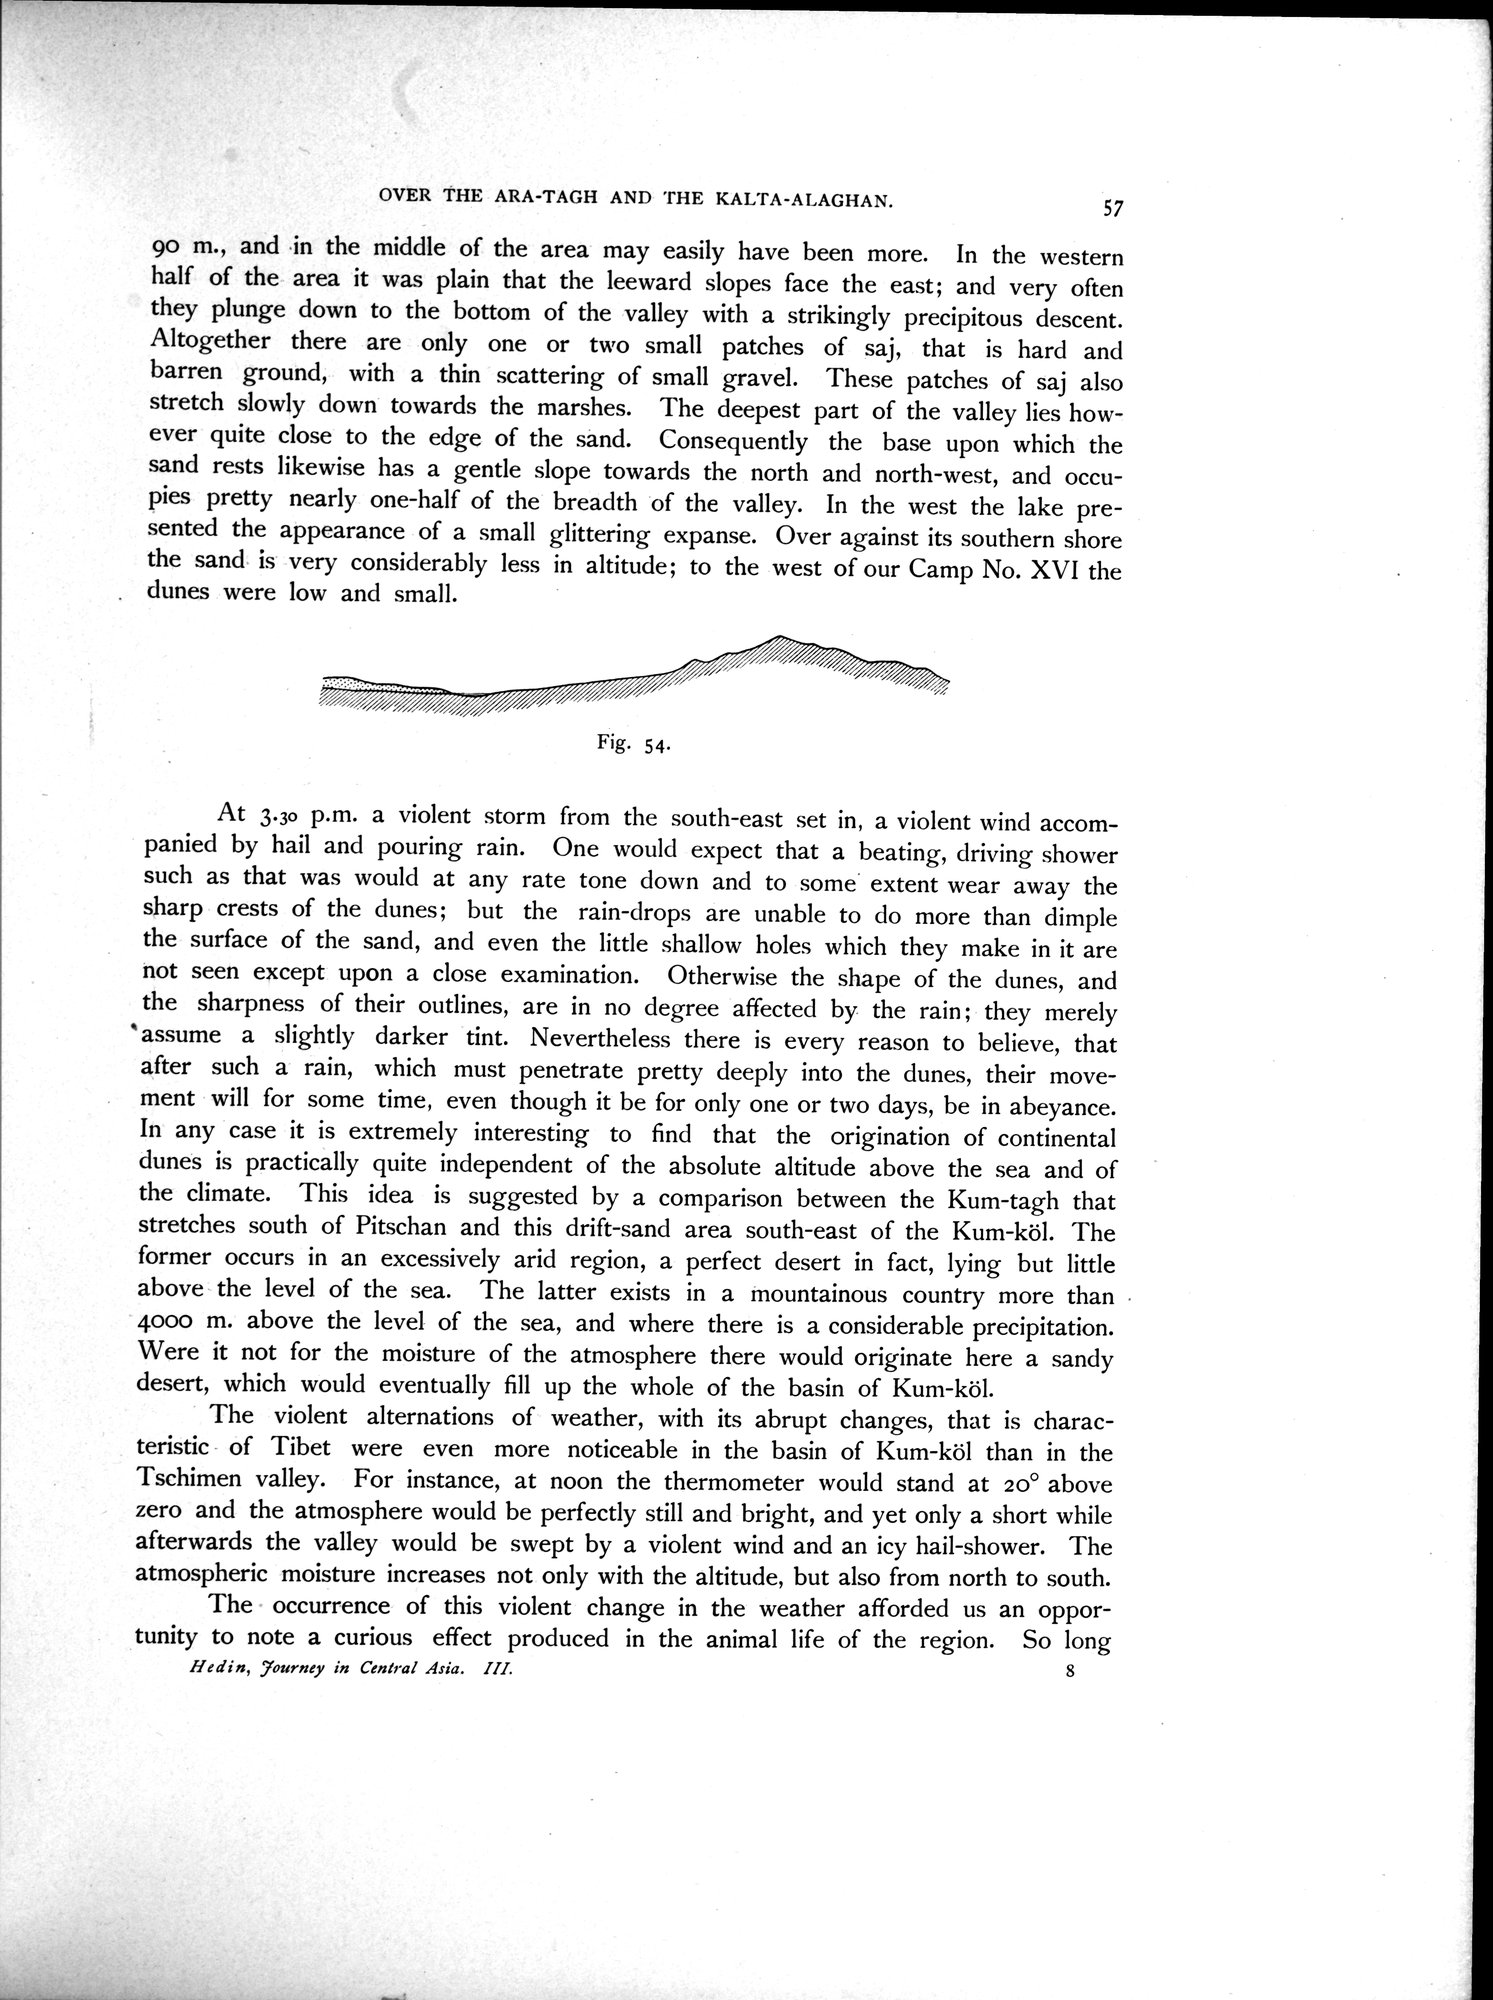 OVER THE ARA-TAGH AND THE KALTA-ALAGHAN. 57
90 m., and in the middle of the area may easily have been more. In the western
half of the area it was plain that the leeward slopes face the east; and very often
they plunge down to the bottom of the valley with a strikingly precipitous descent.
Altogether there are only one or two small patches of saj, that is hard and
barren ground, with a thin scattering of small gravel. These patches of saj also
stretch slowly down towards the marshes. The deepest part of the valley lies how-
ever quite close to the edge of the sand. Consequently the base upon which the
sand rests likewise has a gentle slope towards the north and north-west, and occu-
pies pretty nearly one-half of the breadth of the valley. In the west the lake pre-
sented the appearance of a small glittering expanse. Over against its southern shore
the sand is very considerably less in altitude; to the west of our Camp No. XVI the
dunes were low and small.
Fig. 54.
At 3.30 p.m. a violent storm from the south-east set in, a violent wind accom-
panied by hail and pouring rain. One would expect that a beating, driving shower
such as that was would at any rate tone down and to some extent wear away the
sharp crests of the dunes; but the rain-drops are unable to do more than dimple
the surface of the sand, and even the little shallow holes which they make in it are
not seen except upon a close examination. Otherwise the shape of the dunes, and
the sharpness of their outlines, are in no degree affected by the rain; they merely
assume a slightly darker tint. Nevertheless there is every reason to believe, that
after such a rain, which must penetrate pretty deeply into the dunes, their move-
ment will for some time, even though it be for only one or two days, be in abeyance.
In any case it is extremely interesting to find that the origination of continental
dunes is practically quite independent of the absolute altitude above the sea and of
the climate. This idea is suggested by a comparison between the Kum-tagh that
stretches south of Pitschan and this drift-sand area south-east of the Kum-köl. The
former occurs in an excessively arid region, a perfect desert in fact, lying but little
above the level of the sea. The latter exists in a mountainous country more than
4000 m. above the level of the sea, and where there is a considerable precipitation.
Were it not for the moisture of the atmosphere there would originate here a sandy
desert, which would eventually fill up the whole of the basin of Kum-köl.
The violent alternations of weather, with its abrupt changes, that is charac-
teristic of Tibet were even more noticeable in the basin of Kum-köl than in the
Tschimen valley. For instance, at noon the thermometer would stand at 20° above
zero and the atmosphere would be perfectly still and bright, and yet only a short while
afterwards the valley would be swept by a violent wind and an icy hail-shower. The
atmospheric moisture increases not only with the altitude, but also from north to south.
The occurrence of this violent change in the weather afforded us an oppor-
tunity to note a curious effect produced in the animal life of the region. So long
Hedin, Journey in Central Asia. III. 8